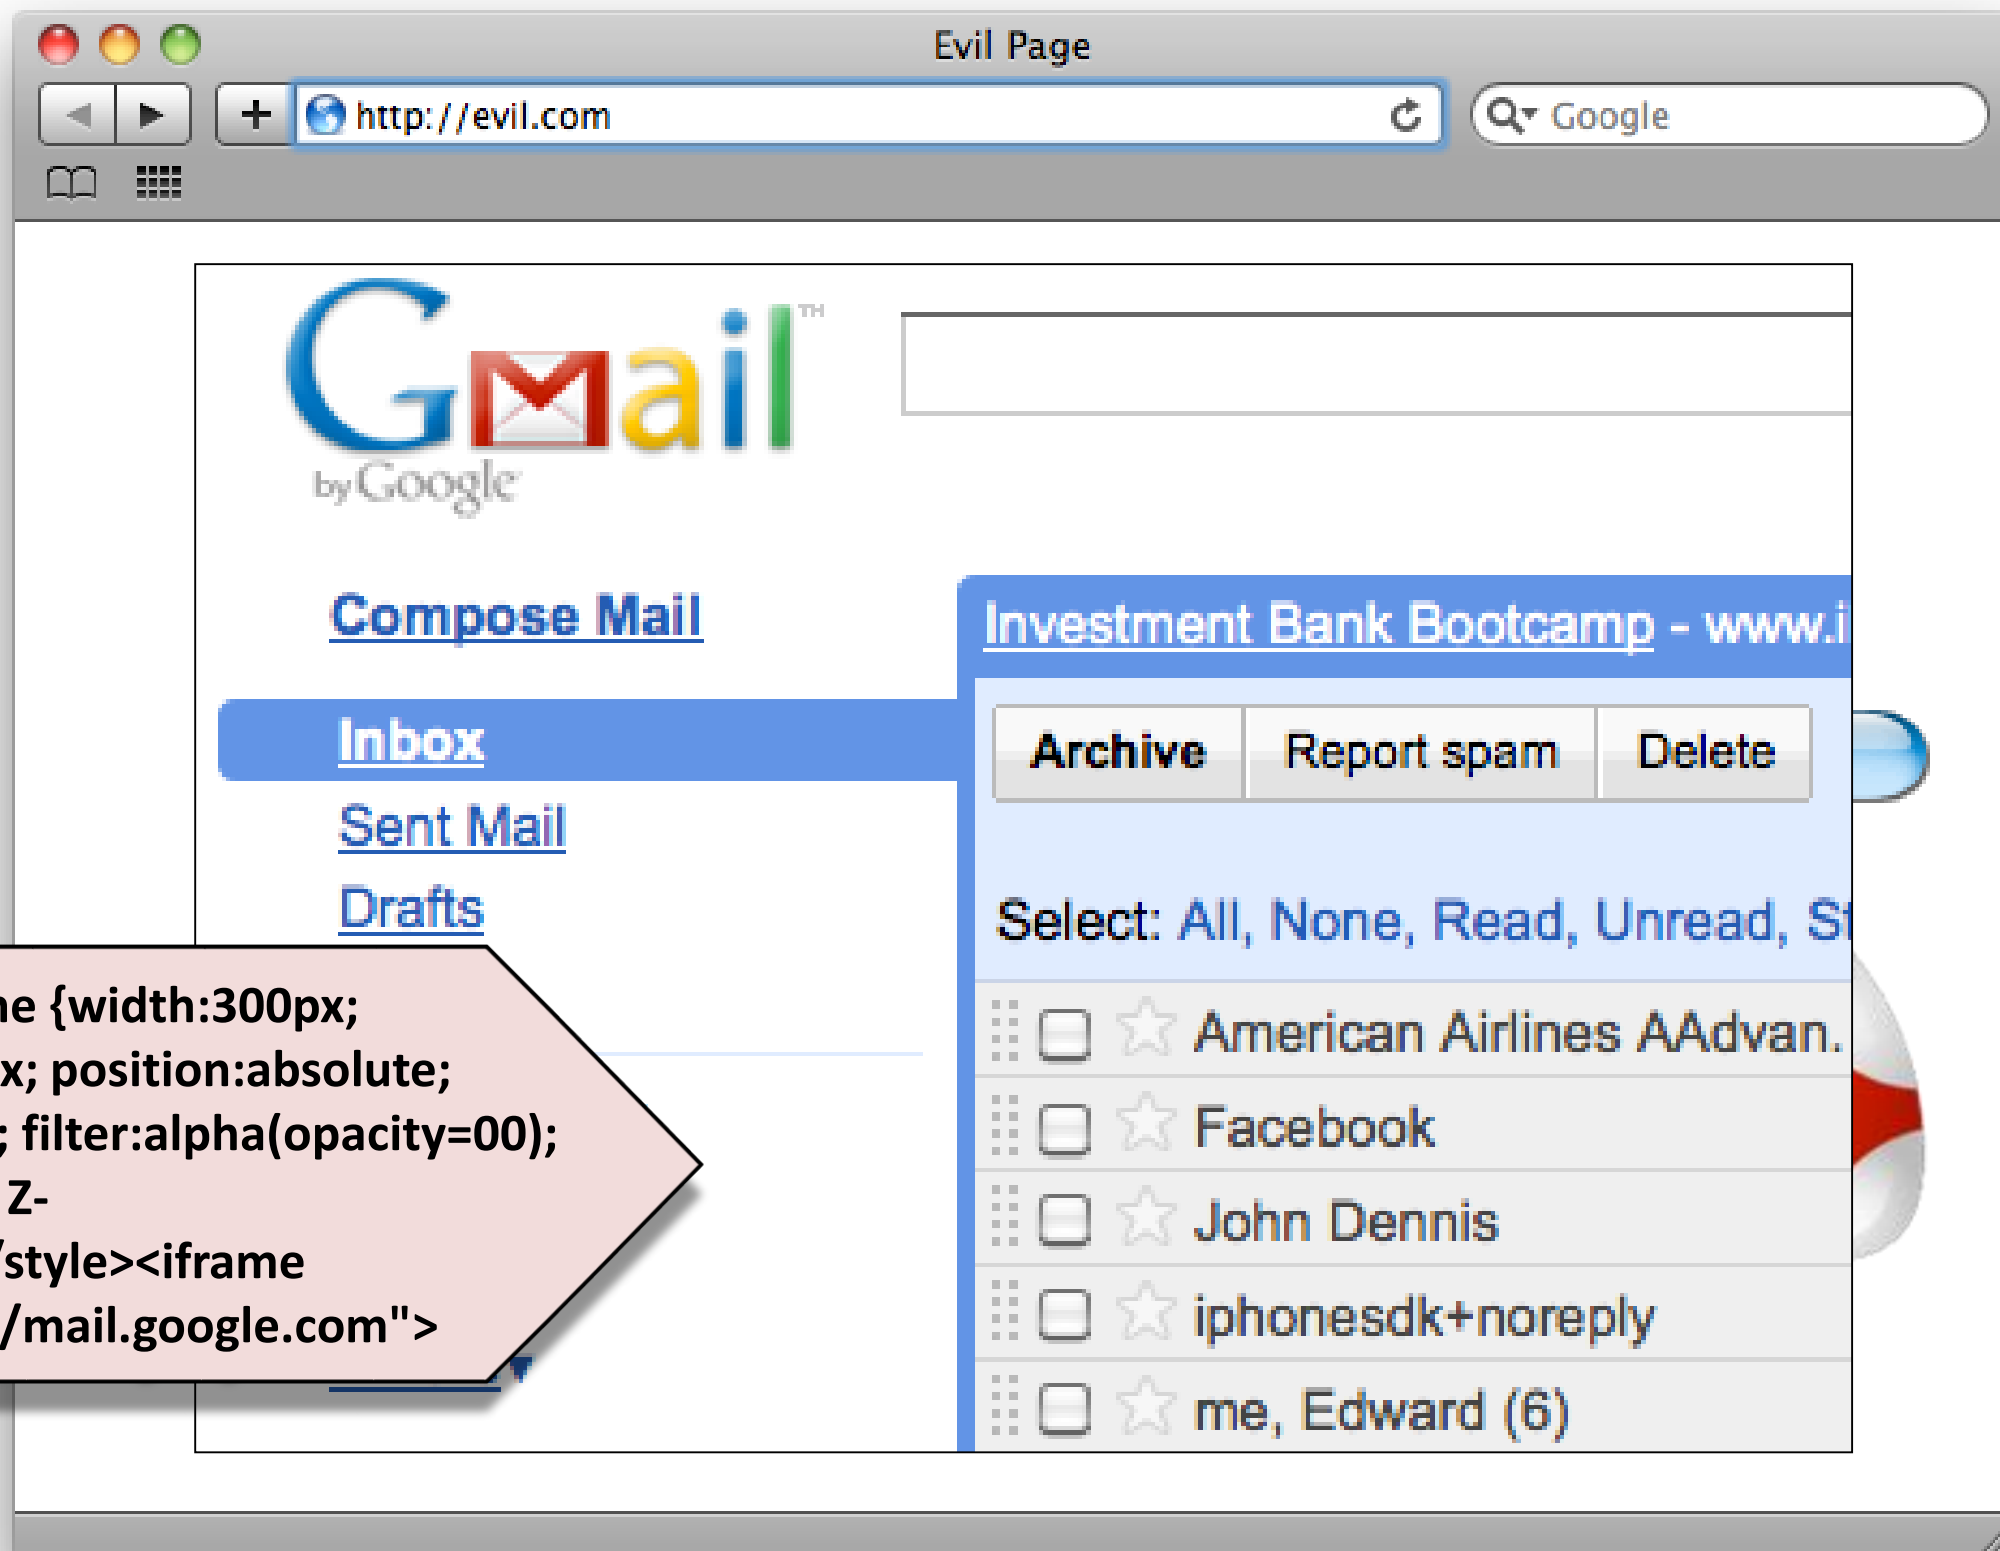 Evil Page
http://evil.com
Google
Gmail TM
by Google
Compose Mail
Investment Bank Bootcamp - www.i
Inbox
Archive Report spam Delete
Sent Mail
Drafts
Select: All, None, Read, Unread, St
American Airlines AAdvan.
Facebook
John Dennis
iphonesdk+noreply
me, Edward (6)
ne {width:300px;
x; position:absolute;
; filter:alpha(opacity=00);
Z-
/style><iframe
/mail.google.com">